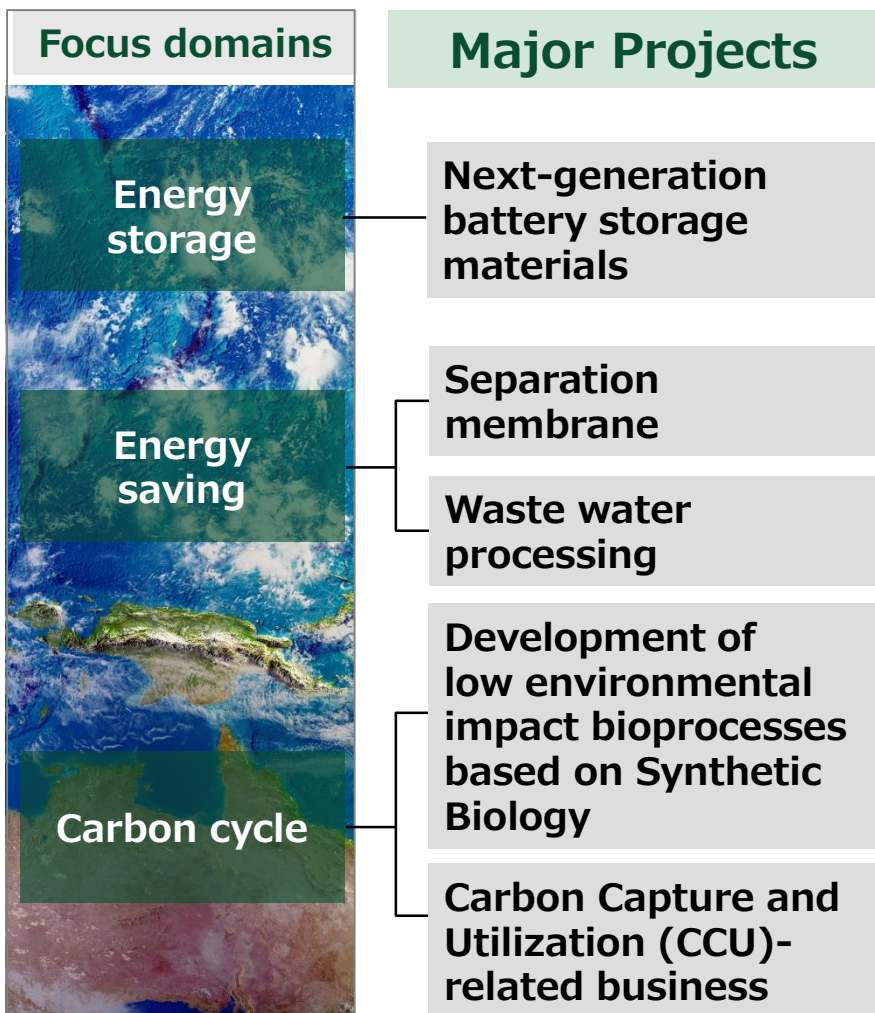 Focus domains
Major Projects
Energy
storage
Next-generation
battery storage
materials
Energy
saving
Separation
membrane
Waste water
processing
Carbon cycle
Development of
low environmental
impact bioprocesses
based on Synthetic
Biology
Carbon Capture and
Utilization (CCU)-
related business